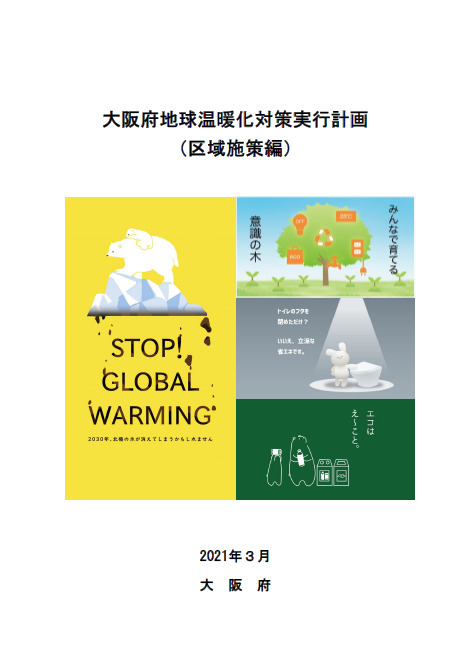 大阪府地球温暖化対策実行計画
（区域施策編）
STOP!
GLOBAL
WARMING
2030年、北極の氷が消えてしまうかもしれません
みんなで育てる
意識の木
OFF
eco
トイレのフタを
閉めただけ？
いいえ、立派な
省エネです。
エコは
え～こと。
2021年３月
大　阪　府